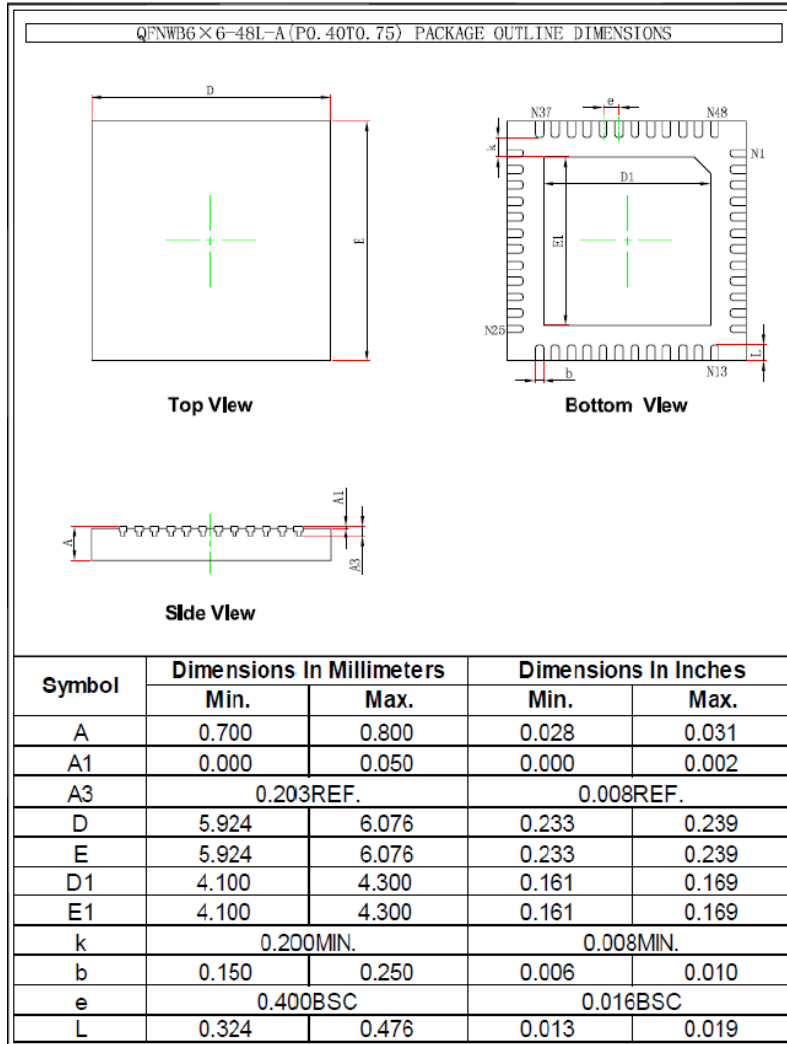 QFNWB6×6-48L-A(P0.40T0.75) PACKAGE OUTLINE DIMENSIONS
D
e
N37
N48
k
N1
D1
E
E1
N25
L
b
N13
Top View
Bottom View
A1
A
A3
Side View
Symbol Dimensions In Millimeters Dimensions In Inches
Min. Max. Min. Max.
A 0.700 0.800 0.028 0.031
A1 0.000 0.050 0.000 0.002
A3 0.203REF. 0.008REF.
D 5.924 6.076 0.233 0.239
E 5.924 6.076 0.233 0.239
D1 4.100 4.300 0.161 0.169
E1 4.100 4.300 0.161 0.169
k 0.200MIN. 0.008MIN.
b 0.150 0.250 0.006 0.010
e 0.400BSC 0.016BSC
L 0.324 0.476 0.013 0.019